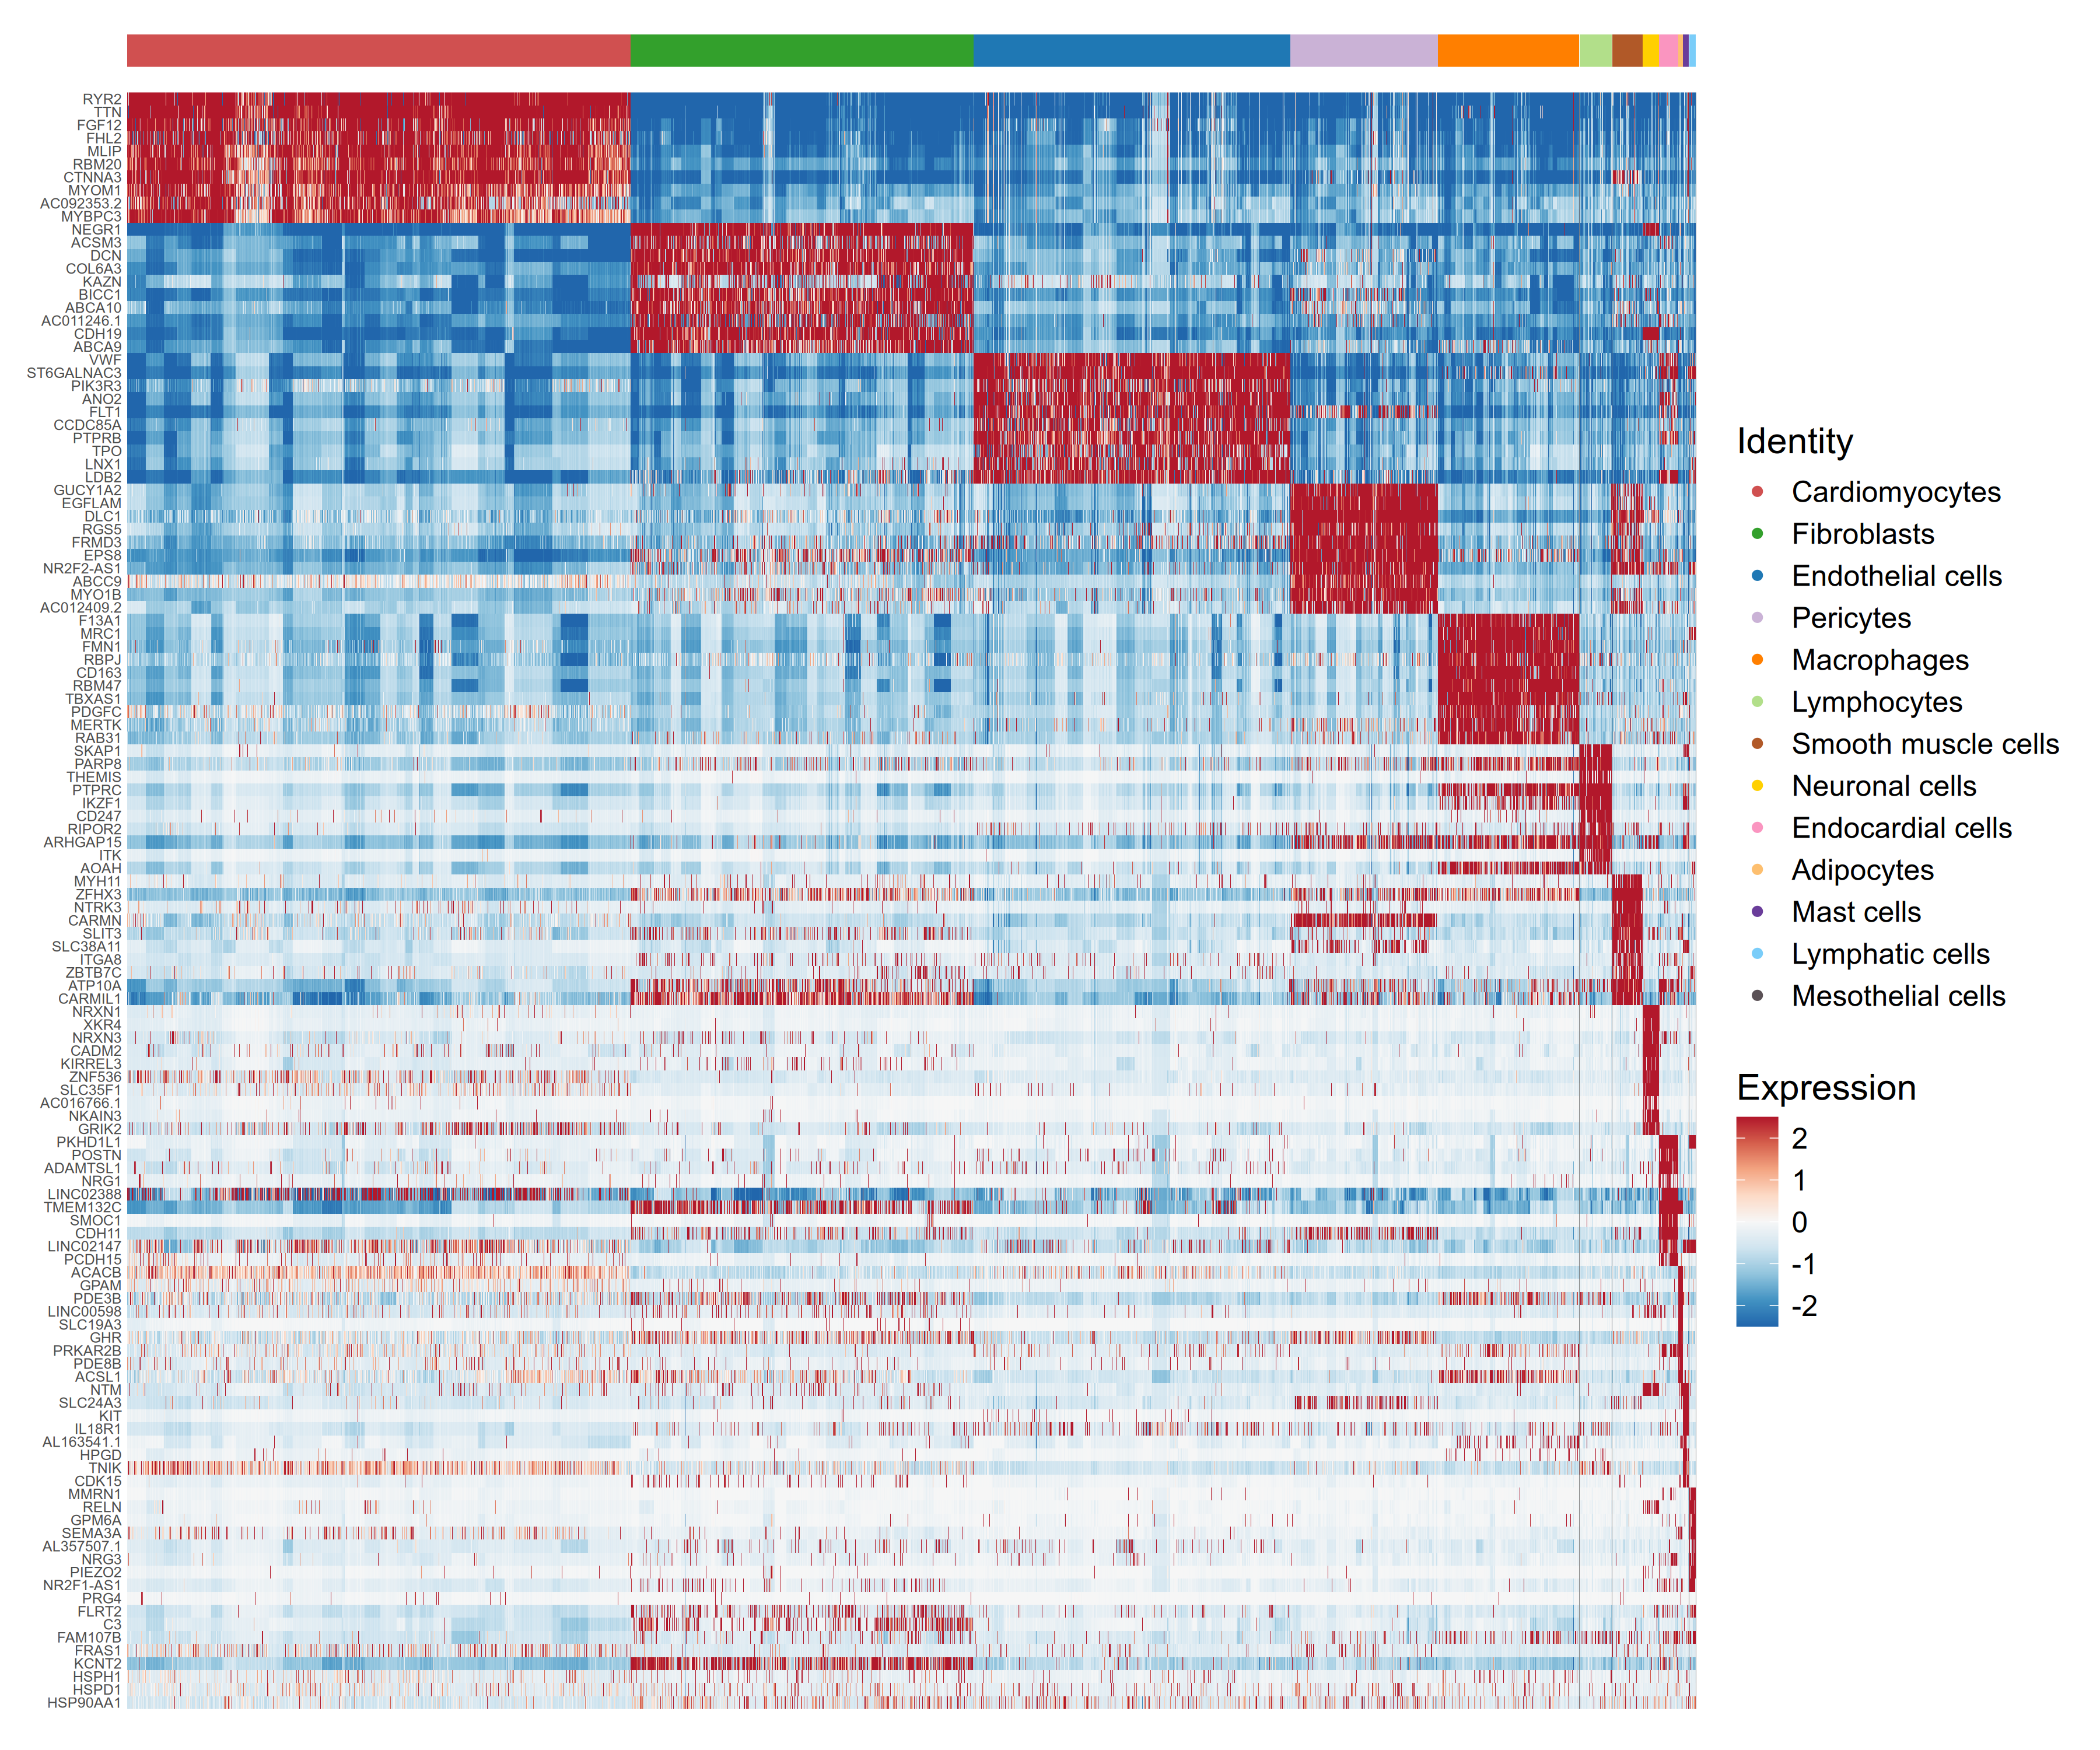 RYR2
TTN
FGF12
FHL2
MLIP
RBM20
CTNNA3
MYOM1
AC092353.2
MYBPC3
NEGR1
ACSM3
DCN
COL6A3
KAZN
BICC1
ABCA10
AC011246.1
CDH19
ABCA9
VWF
ST6GALNAC3
PIK3R3
ANO2
FLT1
CCDC85A
PTPRB
TPO
LNX1
LDB2
GUCY1A2
EGFLAM
DLC1
RGS5
FRMD3
EPS8
NR2F2-AS1
ABCC9
MYO1B
AC012409.2
F13A1
MRC1
FMN1
RBPJ
CD163
RBM47
TBXAS1
PDGFC
MERTK
RAB31
SKAP1
PARP8
THEMIS
PTPRC
IKZF1
CD247
RIPOR2
ARHGAP15
ITK
AOAH
MYH11
ZFHX3
NTRK3
CARMN
SLIT3
SLC38A11
ITGA8
ZBTB7C
ATP10A
CARMIL1
NRXN1
XKR4
NRXN3
CADM2
KIRREL3
ZNF536
SLC35F1
AC016766.1
NKAIN3
GRIK2
PKHD1L1
POSTN
ADAMTSL1
NRG1
LINC02388
TMEM132C
SMOC1
CDH11
LINC02147
PCDH15
ACACB
GPAM
PDE3B
LINC00598
SLC19A3
GHR
PRKAR2B
PDE8B
ACSL1
NTM
SLC24A3
KIT
IL18R1
AL163541.1
HPGD
TNIK
CDK15
MMRN1
RELN
GPM6A
SEMA3A
AL357507.1
NRG3
PIEZO2
NR2F1-AS1
PRG4
FLRT2
C3
FAM107B
FRAS1
KCNT2
HSPH1
HSPD1
HSP90AA1
Identity
Cardiomyocytes
Fibroblasts
Endothelial cells
Pericytes
Macrophages
Lymphocytes
Smooth muscle cells
Neuronal cells
Endocardial cells
Adipocytes
Mast cells
Lymphatic cells
Mesothelial cells
Expression
2
1
0
-1
-2